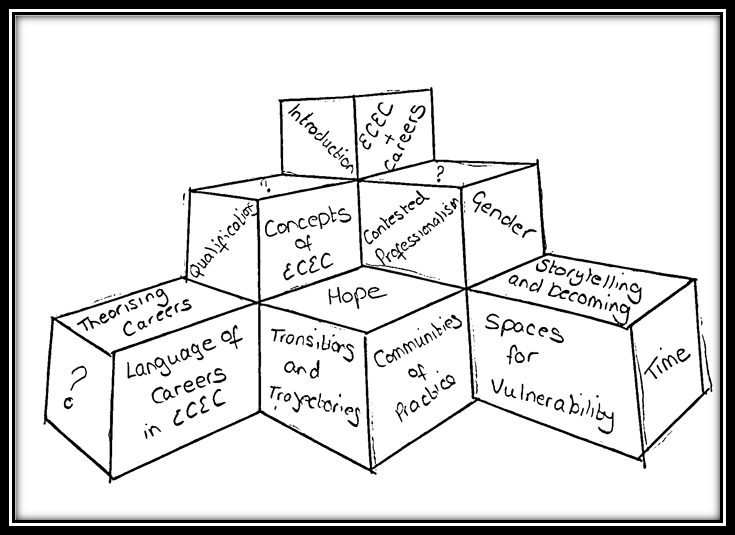 Introduction
ECEC
+
Careers
?
?
Qualification
Concepts
of
ECEC
Contested
Professionalism
Gender
Theorising
Careers
Hope
Storytelling
and becoming
?
Language of
Careers
in ECEC
Transitions
and
Trajectories
Communities
of
Practice
Spaces
for
Vulnerability
Time